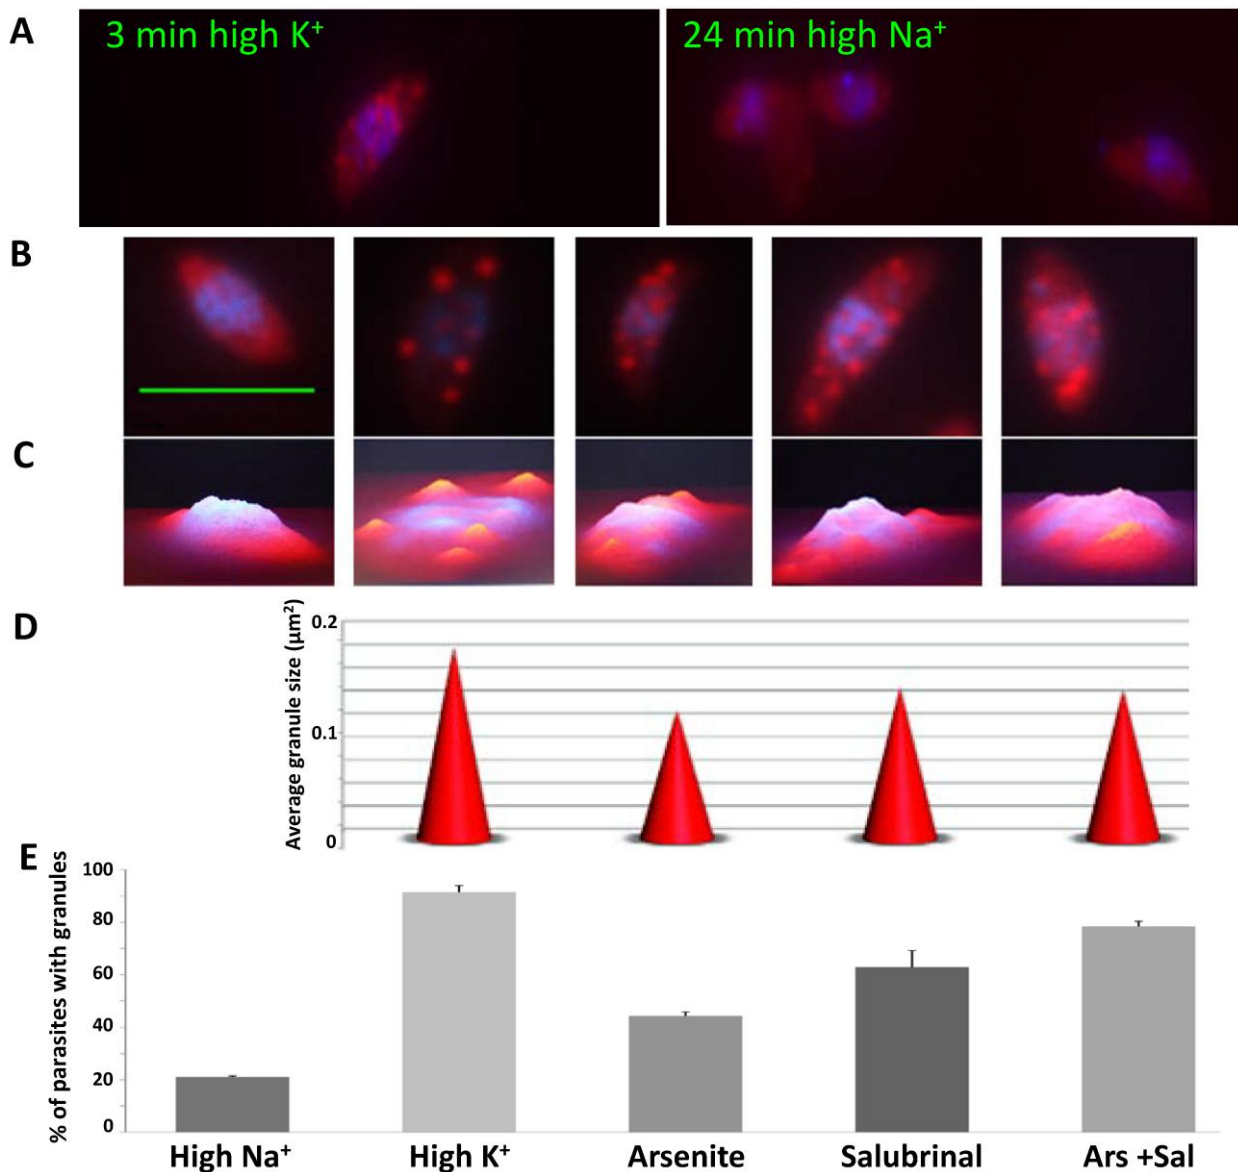 A
3 min high K⁺
24 min high Na⁺
B
C
D
Average granule size (µm²)
0.2
0.1
0
E
% of parasites with granules
100
80
60
40
20
0
High Na⁺
High K⁺
Arsenite
Salubrinal
Ars +Sal